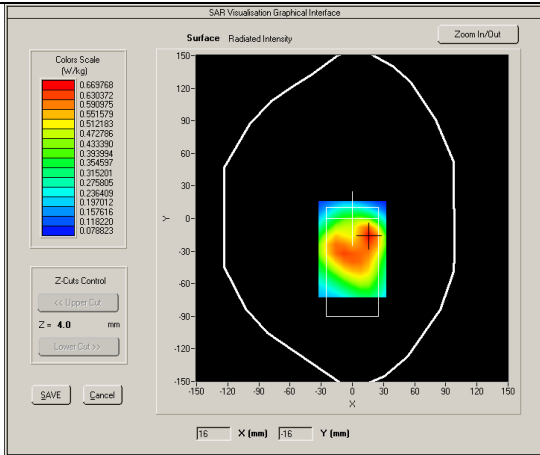 SAR Visualisation Graphical Interface
Surface Radiated Intensity
Zoom In/Out
Colors Scale
(W/kg)
0.669768
0.630372
0.590975
0.551579
0.512183
0.472786
0.433390
0.393994
0.354597
0.315201
0.275805
0.236409
0.197012
0.157616
0.118220
0.078823
Z-Cuts Control
<< Upper Cut
Z = 4.0 mm
Lower Cut >>
SAVE
Cancel
150
120
90
60
30
0
-30
-60
-90
-120
-150
Y
-150 -120 -90 -60 -30 0 30 60 90 120 150
X
16 X (mm) -16 Y (mm)